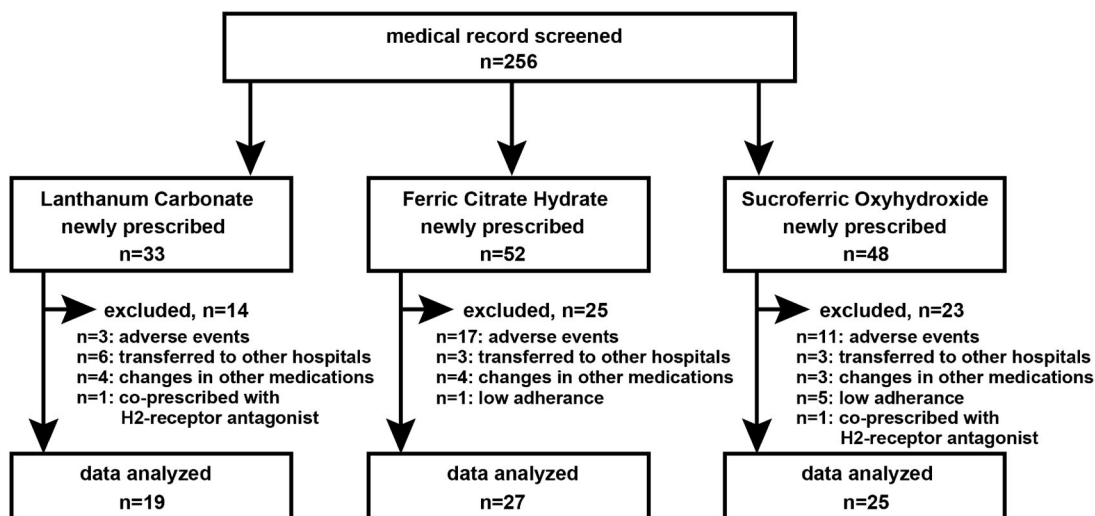 medical record screened
n=256
Lanthanum Carbonate
newly prescribed
n=33
excluded, n=14
n=3: adverse events
n=6: transferred to other hospitals
n=4: changes in other medications
n=1: co-prescribed with
H2-receptor antagonist
data analyzed
n=19
Ferric Citrate Hydrate
newly prescribed
n=52
excluded, n=25
n=17: adverse events
n=3: transferred to other hospitals
n=4: changes in other medications
n=1: low adherance
data analyzed
n=27
Sucroferric Oxyhydroxide
newly prescribed
n=48
excluded, n=23
n=11: adverse events
n=3: transferred to other hospitals
n=3: changes in other medications
n=5: low adherance
n=1: co-prescribed with
H2-receptor antagonist
data analyzed
n=25